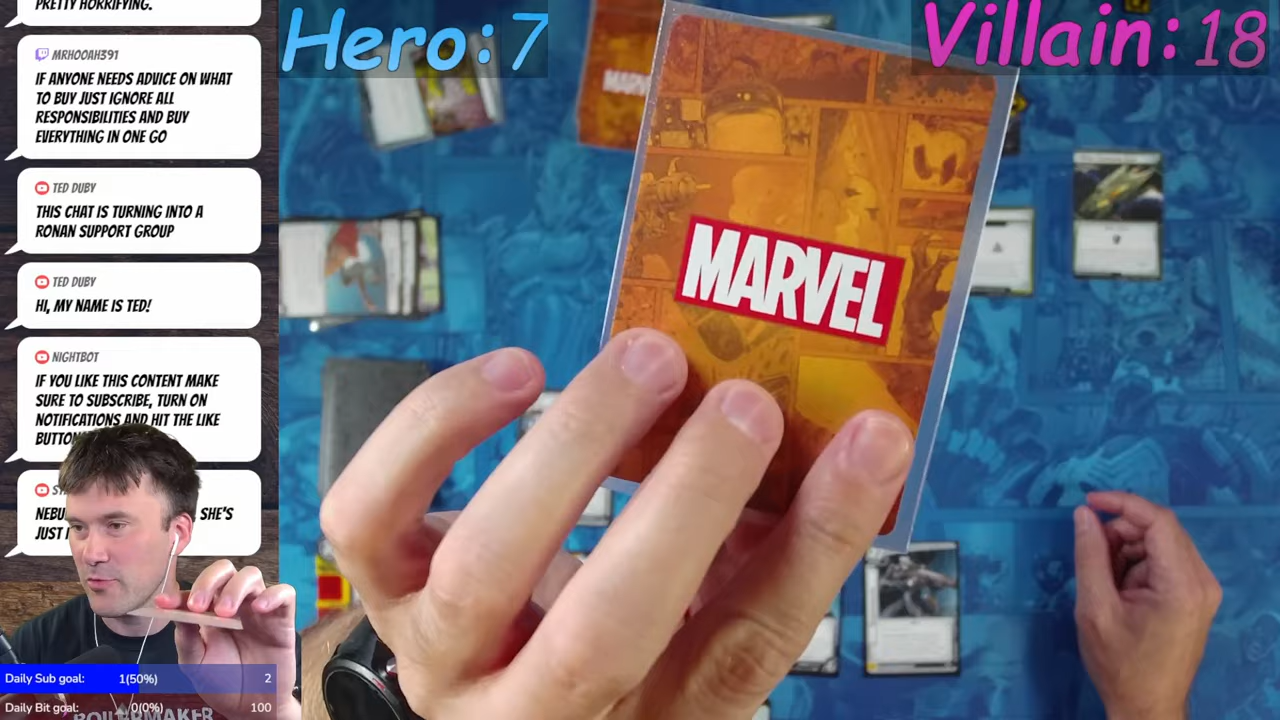 PRETTY HORRIFYING.
MRHOOAH391
IF ANYONE NEEDS ADVICE ON WHAT
TO BUY JUST IGNORE ALL
RESPONSIBILITIES AND BUY
EVERYTHING IN ONE GO
TED DUBY
THIS CHAT IS TURNING INTO A
RONAN SUPPORT GROUP
TED DUBY
HI, MY NAME IS TED!
NIGHTBOT
IF YOU LIKE THIS CONTENT MAKE
SURE TO SUBSCRIBE, TURN ON
NOTIFICATIONS AND HIT THE LIKE
SHE'S
JUST
Daily Sub goal: 1(50%) 2
Daily Bit goal: 0(0%) 100
BOILERMAKER
Hero:7
Villain:18
MARVEL